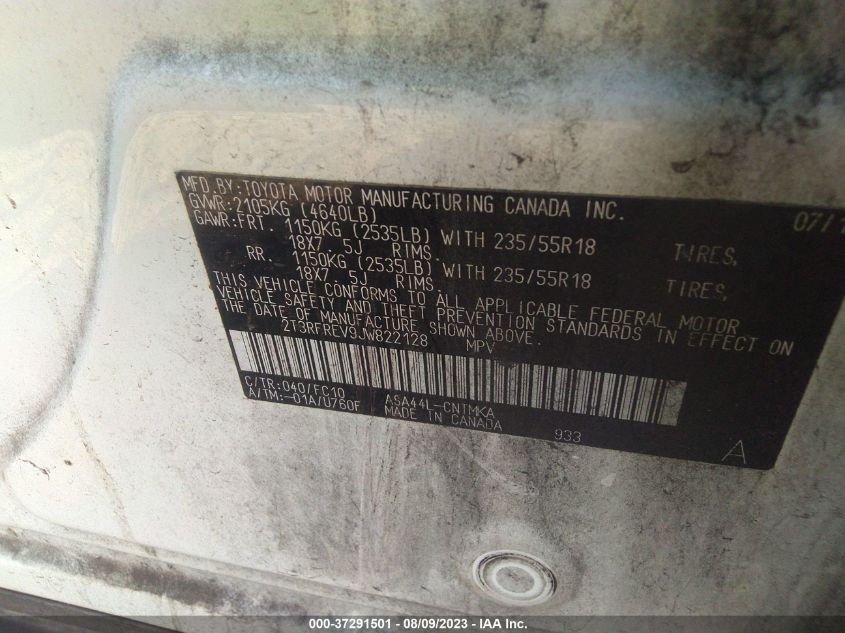 MFD. BY: TOYOTA MOTOR MANUFACTURING CANADA INC. 07/1
GVWR: 2105KG (4640LB)
GAWR: FRT. 1150KG (2535LB) WITH 235/55R18 TIRES,
18X7. 5J RIMS.
RR. 1150KG (2535LB) WITH 235/55R18 TIRES,
18X7. 5J RIMS.
THIS VEHICLE CONFORMS TO ALL APPLICABLE FEDERAL MOTOR
VEHICLE SAFETY AND THEFT PREVENTION STANDARDS IN EFFECT ON
THE DATE OF MANUFACTURE SHOWN ABOVE.
2T3RFREV9JW822128 MPV
C/TR: 040/FC10 ASA44L-CNTMKA
A/TM: -01A/U760F MADE IN CANADA 933
A
000-37291501 - 08/09/2023 - IAA Inc.